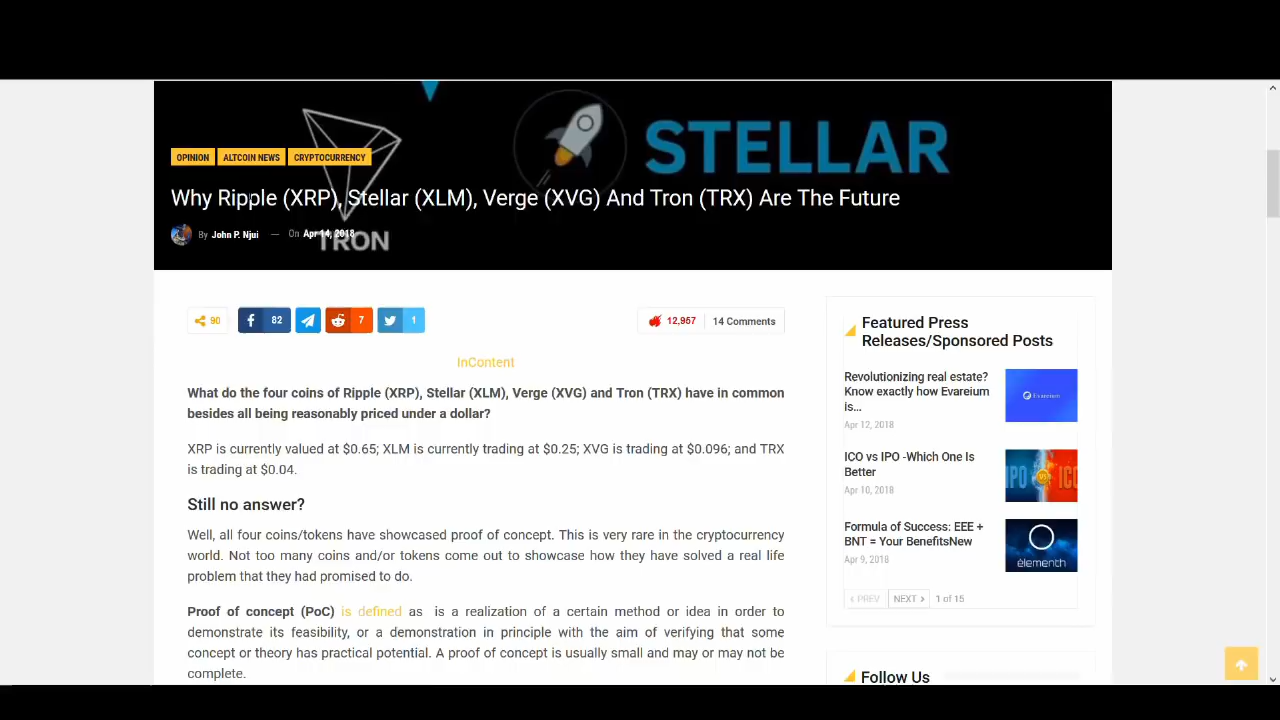 STELLAR
TRON
OPINION
ALTCOIN NEWS
CRYPTOCURRENCY
Why Ripple (XRP), Stellar (XLM), Verge (XVG) And Tron (TRX) Are The Future
By John P. Njui — On Apr 14, 2018
90
82
7
1
12,957
14 Comments
InContent
What do the four coins of Ripple (XRP), Stellar (XLM), Verge (XVG) and Tron (TRX) have in common
besides all being reasonably priced under a dollar?
XRP is currently valued at $0.65; XLM is currently trading at $0.25; XVG is trading at $0.096; and TRX
is trading at $0.04.
Still no answer?
Well, all four coins/tokens have showcased proof of concept. This is very rare in the cryptocurrency
world. Not too many coins and/or tokens come out to showcase how they have solved a real life
problem that they had promised to do.
Proof of concept (PoC) is defined as is a realization of a certain method or idea in order to
demonstrate its feasibility, or a demonstration in principle with the aim of verifying that some
concept or theory has practical potential. A proof of concept is usually small and may or may not be
complete.
Featured Press
Releases/Sponsored Posts
Revolutionizing real estate?
Know exactly how Evareium
is...
Apr 12, 2018
Evareium
ICO vs IPO -Which One Is
Better
Apr 10, 2018
IPO VS ICO
Formula of Success: EEE +
BNT = Your BenefitsNew
Apr 9, 2018
elementh
‹ PREV
NEXT ›
1 of 15
Follow Us